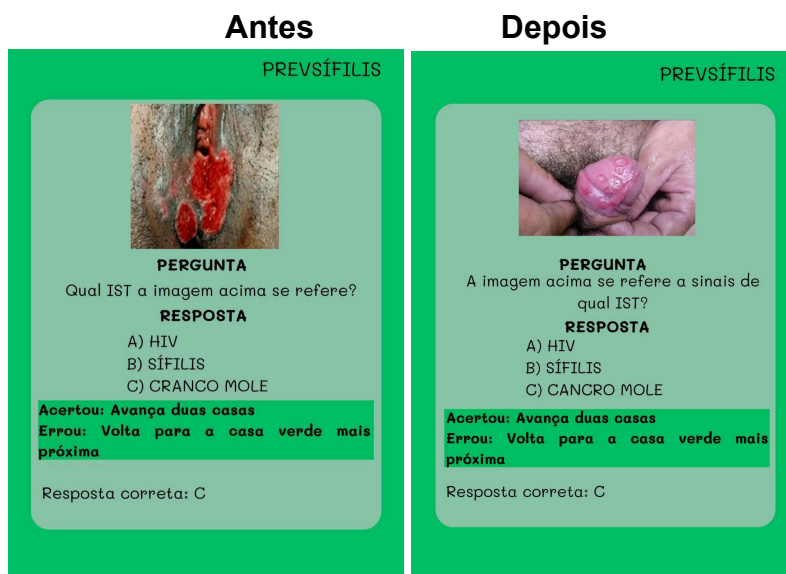 Antes
PREVSÍFILIS
PERGUNTA
Qual IST a imagem acima se refere?
RESPOSTA
A) HIV
B) SÍFILIS
C) CRANCO MOLE
Acertou: Avança duas casas
Errou: Volta para a casa verde mais
próxima
Resposta correta: C
Depois
PREVSÍFILIS
PERGUNTA
A imagem acima se refere a sinais de
qual IST?
RESPOSTA
A) HIV
B) SÍFILIS
C) CANCRO MOLE
Acertou: Avança duas casas
Errou: Volta para a casa verde mais
próxima
Resposta correta: C